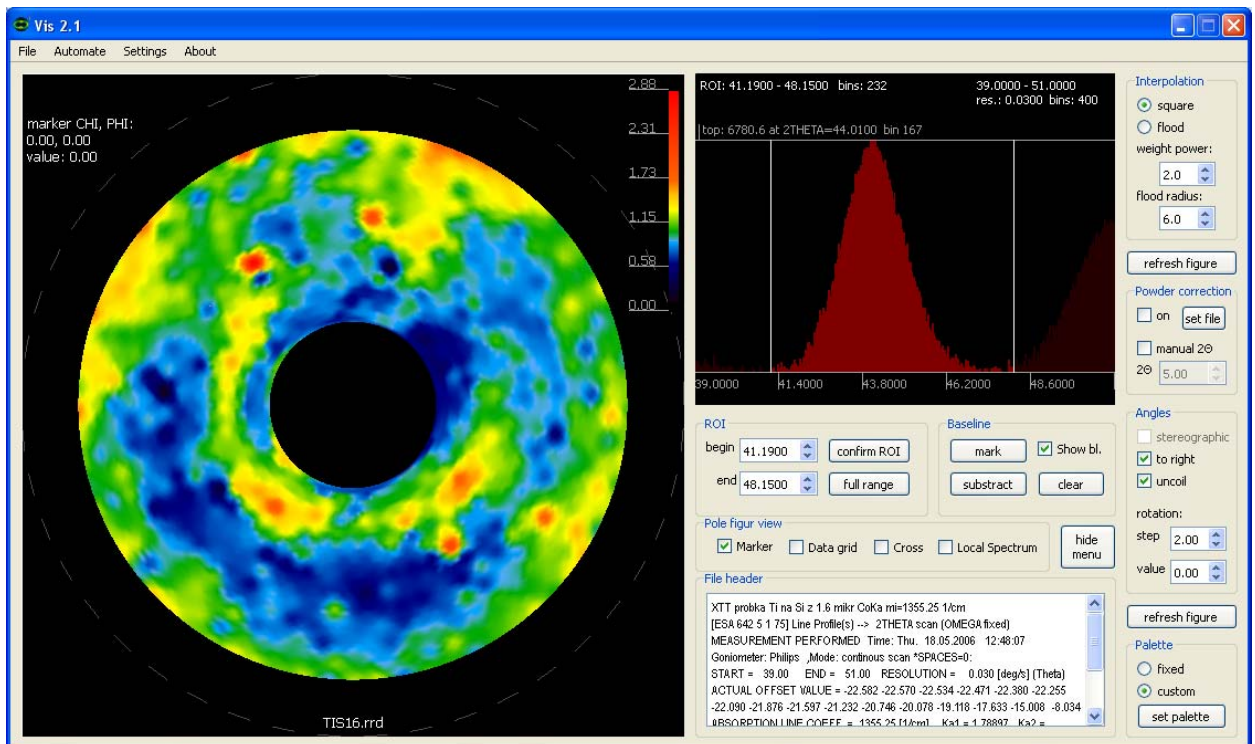 Vis 2.1
File Automate Settings About
marker CHI, PHI:
0.00, 0.00
value: 0.00
2.88
2.31
1.73
1.15
0.58
0.00
TIS16.rrd
ROI: 41.1900 - 48.1500 bins: 232
39.0000 - 51.0000
res.: 0.0300 bins: 400
top: 6780.6 at 2THETA=44.0100 bin 167
39.0000 41.4000 43.8000 46.2000 48.6000
ROI
begin 41.1900 confirm ROI
end 48.1500 full range
Baseline
mark Show bl.
substract clear
Pole figur view
Marker Data grid Cross Local Spectrum
hide
menu
File header
XTT probka Ti na Si z 1.6 mikr CoKa mi=1355.25 1/cm
[ESA 642 5 1 75] Line Profile(s) --> 2THETA scan (OMEGA fixed)
MEASUREMENT PERFORMED Time: Thu. 18.05.2006 12:48:07
Goniometer: Philips ,Mode: continous scan *SPACES=0:
START = 39.00 END = 51.00 RESOLUTION = 0.030 [deg/s] (Theta)
ACTUAL OFFSET VALUE = -22.582 -22.570 -22.534 -22.471 -22.380 -22.255
-22.090 -21.876 -21.597 -21.232 -20.746 -20.078 -19.118 -17.633 -15.008 -8.034
ABSORPTION LINE COEFF = 1355.25 [1/cm] Ka1 = 1.78897 Ka2 =
Interpolation
square
flood
weight power:
2.0
flood radius:
6.0
refresh figure
Powder correction
on set file
manual 2Θ
2Θ 5.00
Angles
stereographic
to right
uncoil
rotation:
step 2.00
value 0.00
refresh figure
Palette
fixed
custom
set palette